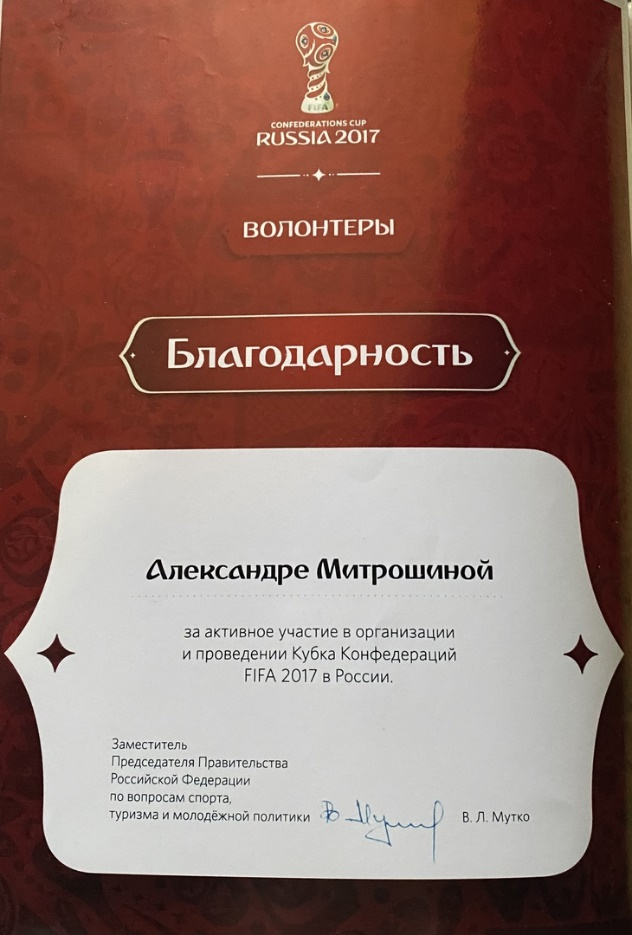 FIFA
CONFEDERATIONS CUP
RUSSIA 2017
ВОЛОНТЕРЫ
Благодарность
Александре Митрошиной
за активное участие в организации
и проведении Кубка Конфедераций
FIFA 2017 в России.
Заместитель
Председателя Правительства
Российской Федерации
по вопросам спорта,
туризма и молодёжной политики В. Л. Мутко